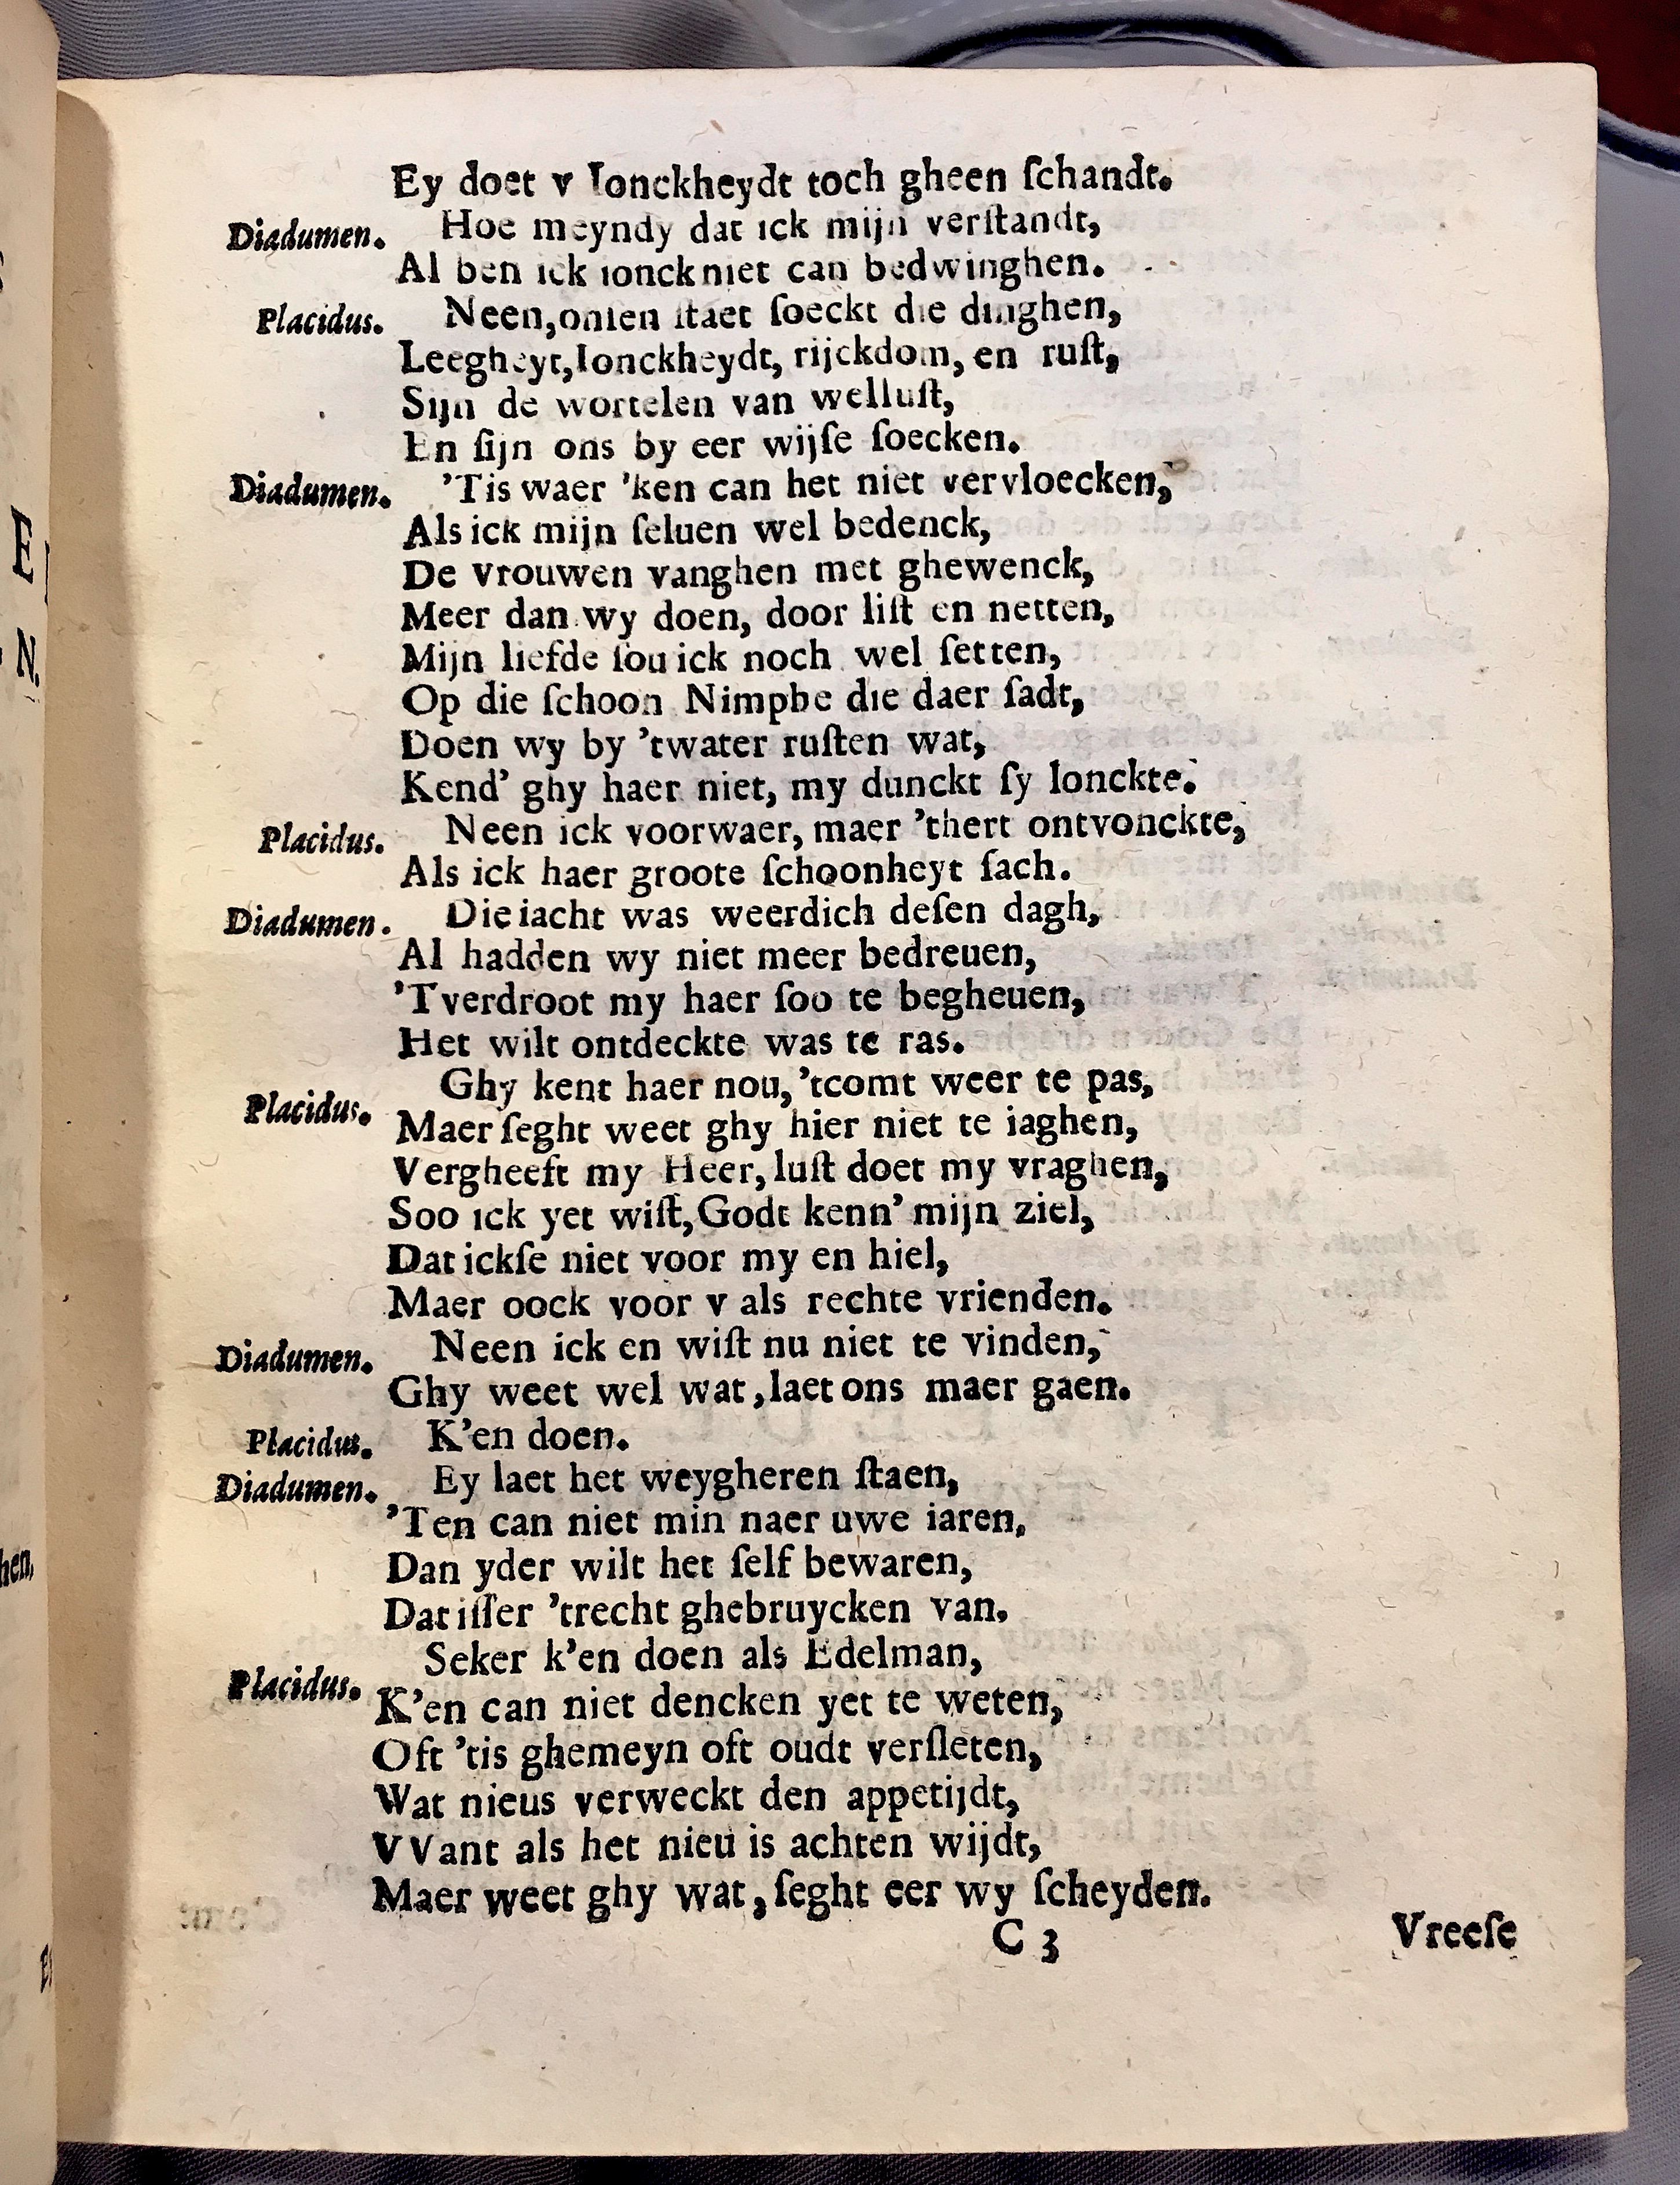 Ey doet v Ionckheydt toch gheen ſchandt.
Diadumen. Hoe meyndy dat ick mijn verſtandt,
Al ben ick ionck niet can bedwinghen.
Placidus. Neen, onſen ſtaet ſoeckt die dinghen,
Leegheyt, Ionckheydt, rijckdom, en ruſt,
Sijn de wortelen van welluſt,
En ſijn ons by eer wijſe ſoecken.
Diadumen. 'Tis waer 'ken can het niet vervloecken,
Als ick mijn ſeluen wel bedenck,
De vrouwen vanghen met ghewenck,
Meer dan wy doen, door liſt en netten,
Mijn liefde ſou ick noch wel ſetten,
Op die ſchoon Nimphe die daer ſadt,
Doen wy by 'twater ruſten wat,
Kend' ghy haer niet, my dunckt ſy lonckte.
Placidus. Neen ick voorwaer, maer 'thert ontvonckte,
Als ick haer groote ſchoonheyt ſach.
Diadumen. Die iacht was weerdich deſen dagh,
Al hadden wy niet meer bedreuen,
'Tverdroot my haer ſoo te begheuen,
Het wilt ontdeckte was te ras.
Placidus. Ghy kent haer nou, 'tcomt weer te pas,
Maer ſeght weet ghy hier niet te iaghen,
Vergheeft my Heer, luſt doet my vraghen,
Soo ick yet wiſt, Godt kenn' mijn ziel,
Dat ickſe niet voor my en hiel,
Maer oock voor v als rechte vrienden.
Diadumen. Neen ick en wiſt nu niet te vinden,
Ghy weet wel wat, laet ons maer gaen.
Placidus. K'en doen.
Diadumen. Ey laet het weygheren ſtaen,
'Ten can niet min naer uwe iaren,
Dan yder wilt het ſelf bewaren,
Dat iſſer 'trecht ghebruycken van.
Placidus. Seker k'en doen als Edelman,
K'en can niet dencken yet te weten,
Oft 'tis ghemeyn oft oudt verſleten,
Wat nieus verweckt den appetijdt,
VVant als het nieu is achten wijdt,
Maer weet ghy wat, ſeght eer wy ſcheyden.
C 3 Vreeſe